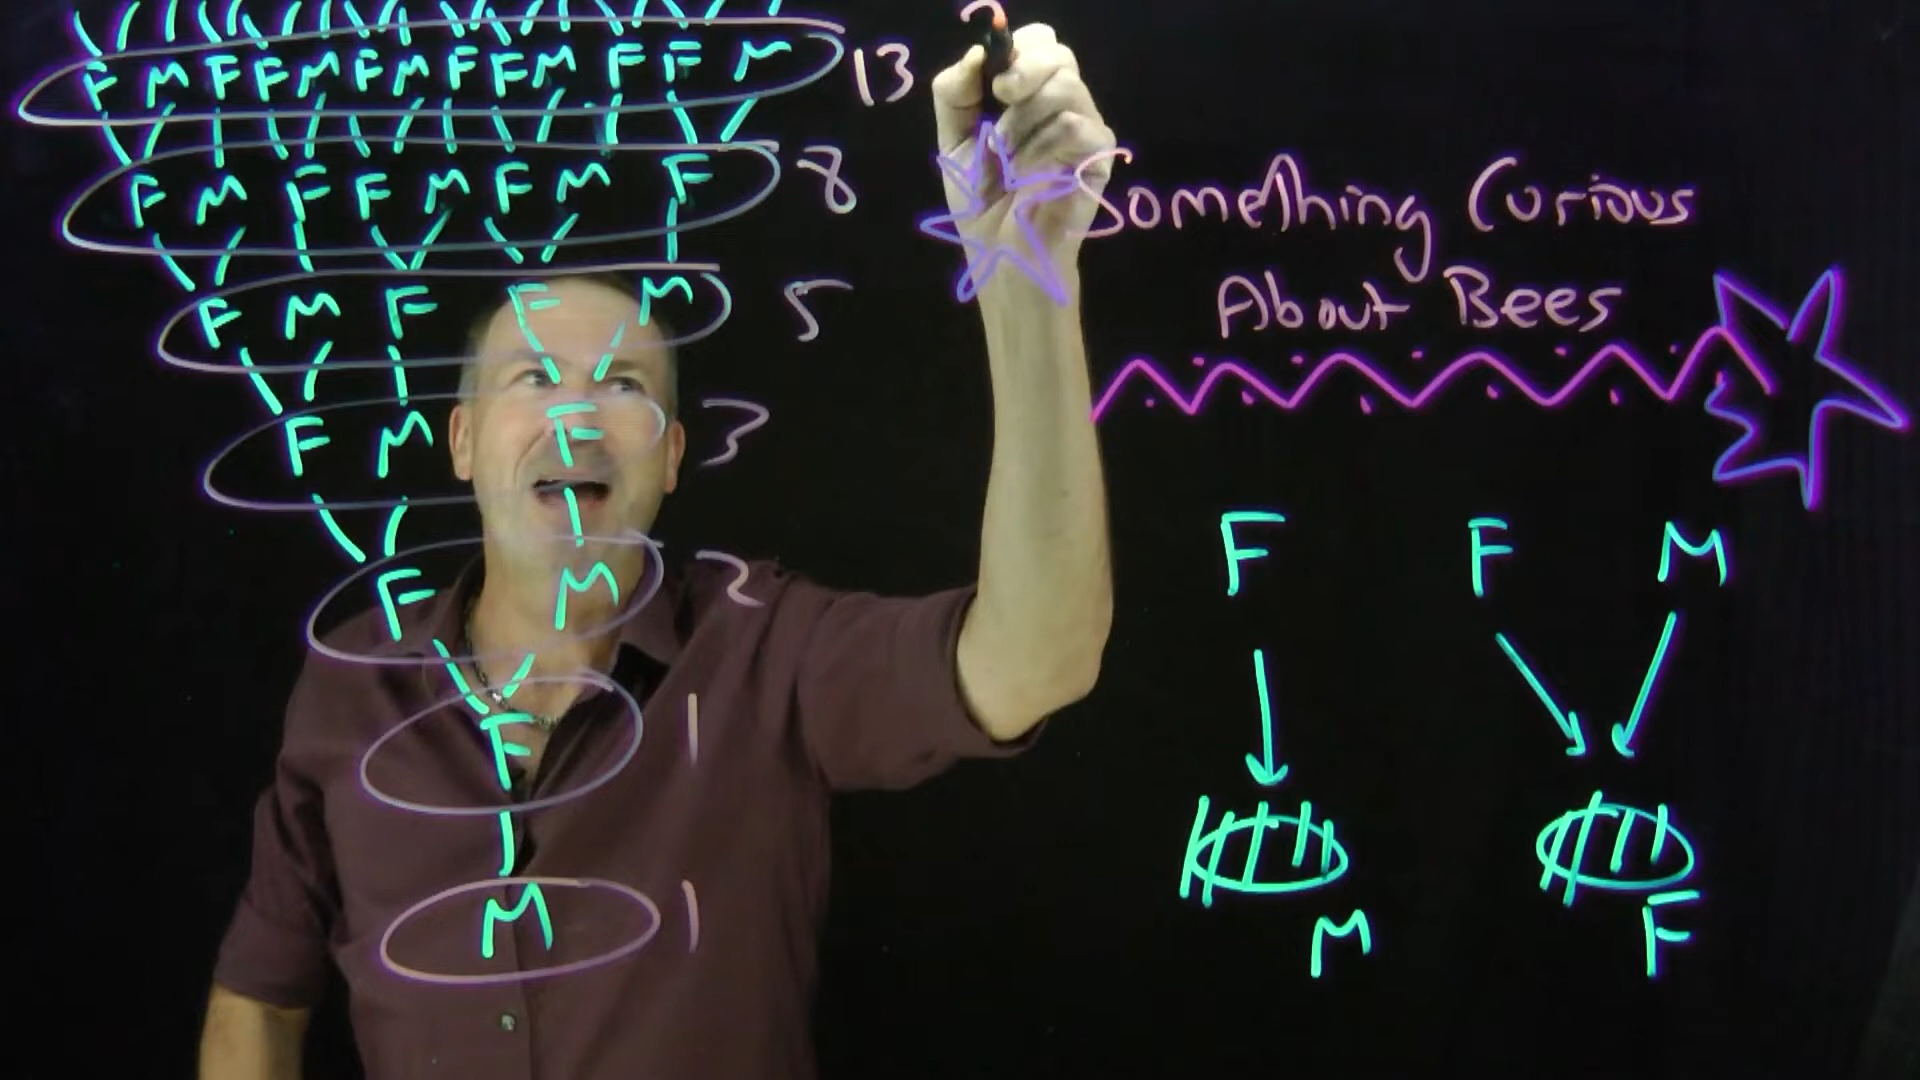 F M F F M F M F F M F F M 13
F M F F M F M F 8
F M F F M 5
F M F 3
F M 2
F 1
M 1
Something Curious
About Bees
F F M
M F